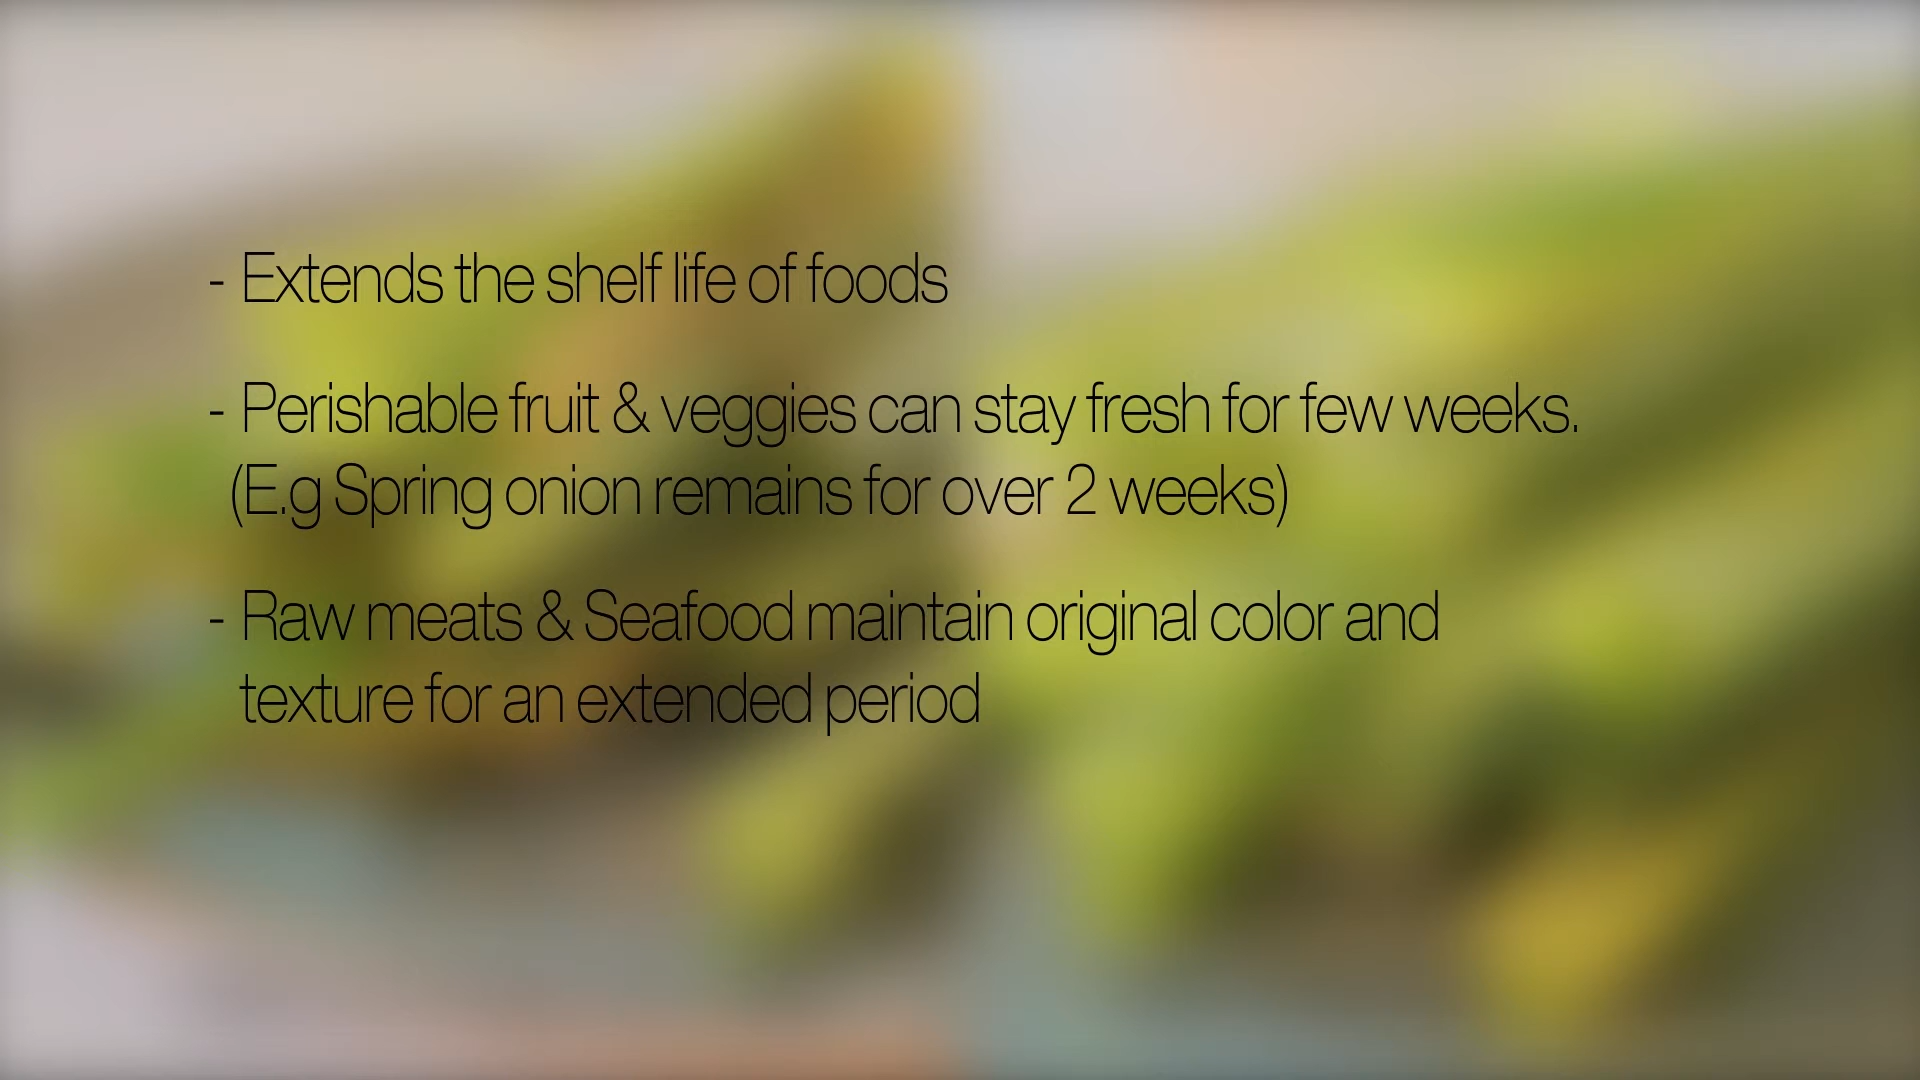 - Extends the shelf life of foods
- Perishable fruit & veggies can stay fresh for few weeks.
(E.g Spring onion remains for over 2 weeks)
- Raw meats & Seafood maintain original color and
texture for an extended period